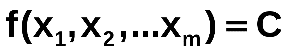 f(x₁,x₂,...xₘ) = C